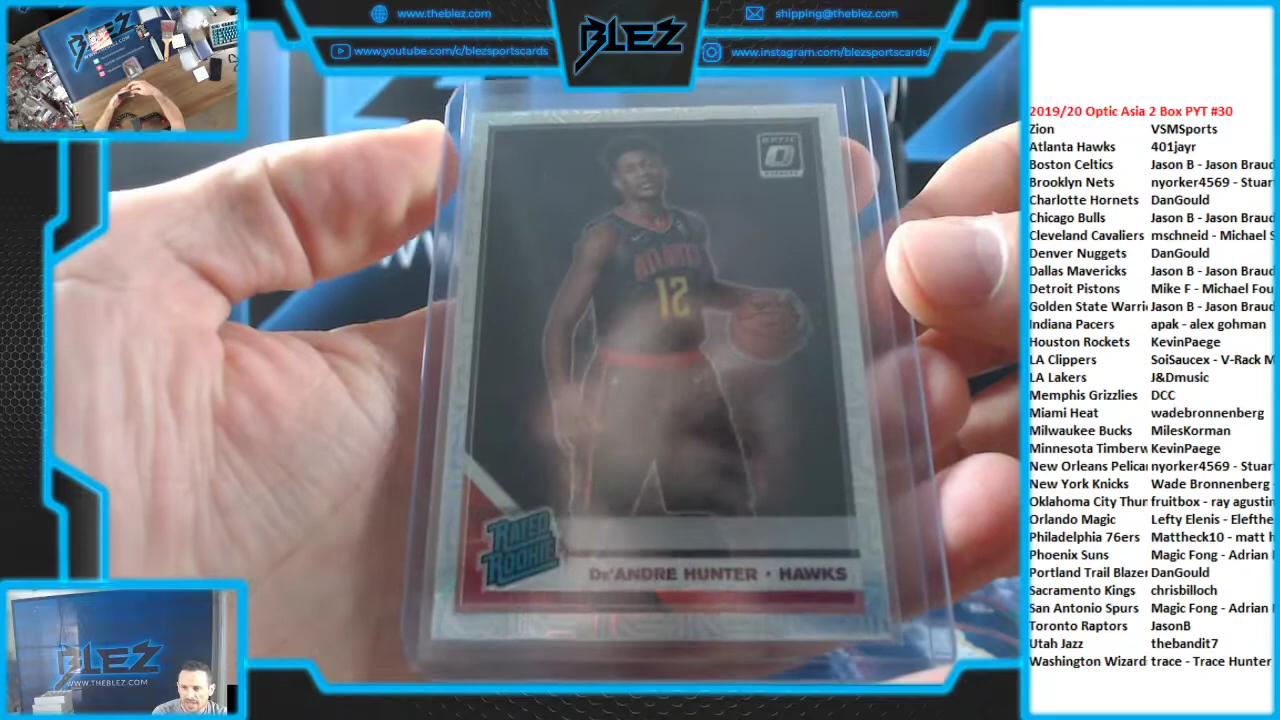 www.theblez.com
www.youtube.com/c/blezsportscards
BLEZ
shipping@theblez.com
www.instagram.com/blezsportscards/
BLEZ
OPTIC
ATLANTA
12
RATED
ROOKIE
De'ANDRE HUNTER • HAWKS
BLEZ
WWW.THEBLEZ.COM
2019/20 Optic Asia 2 Box PYT #30
Zion VSMSports
Atlanta Hawks 401jayr
Boston Celtics Jason B - Jason Braud
Brooklyn Nets nyorker4569 - Stuar
Charlotte Hornets DanGould
Chicago Bulls Jason B - Jason Braud
Cleveland Cavaliers mschneid - Michael S
Denver Nuggets DanGould
Dallas Mavericks Jason B - Jason Braud
Detroit Pistons Mike F - Michael Fou
Golden State Warri Jason B - Jason Braud
Indiana Pacers apak - alex gohman
Houston Rockets KevinPaege
LA Clippers SoiSaucex - V-Rack M
LA Lakers J&Dmusic
Memphis Grizzlies DCC
Miami Heat wadebronnenberg
Milwaukee Bucks MilesKorman
Minnesota Timberw KevinPaege
New Orleans Pelica nyorker4569 - Stuar
New York Knicks Wade Bronnenberg
Oklahoma City Thun fruitbox - ray agustin
Orlando Magic Lefty Elenis - Elefthe
Philadelphia 76ers Mattheck10 - matt h
Phoenix Suns Magic Fong - Adrian
Portland Trail Blazer DanGould
Sacramento Kings chrisbilloch
San Antonio Spurs Magic Fong - Adrian
Toronto Raptors JasonB
Utah Jazz thebandit7
Washington Wizard trace - Trace Hunter